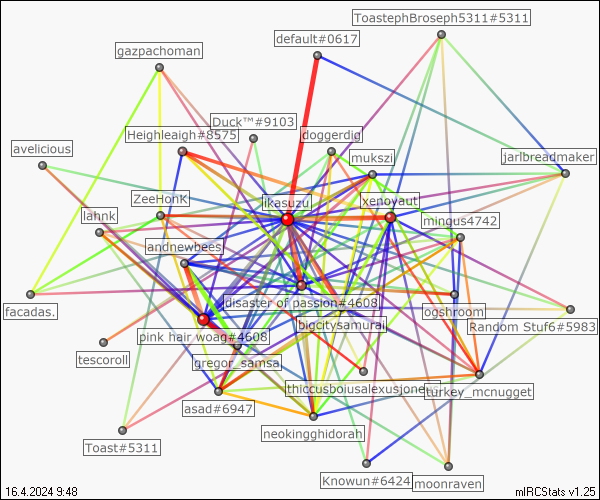 ToastephBroseph5311#5311
default#0617
gazpachoman
Duck™#9103
Heighleaigh#8575
doggerdig
avelicious
mukszi
jarlbreadmaker
ZeeHonK
ikasuzu
xenoyaut
lahnk
mingus4742
andnewbees
disaster of passion#4608
facadas.
ogshroom
bigcitysamurai
Random Stuf6#5983
pink hair woag#4608
tescoroll
gregor_samsa
turkey_mcnugget
asad#6947
neokingghidorah
Toast#5311
Knowun#6424
moonraven
16.4.2024 9:48
mIRCStats v1.25